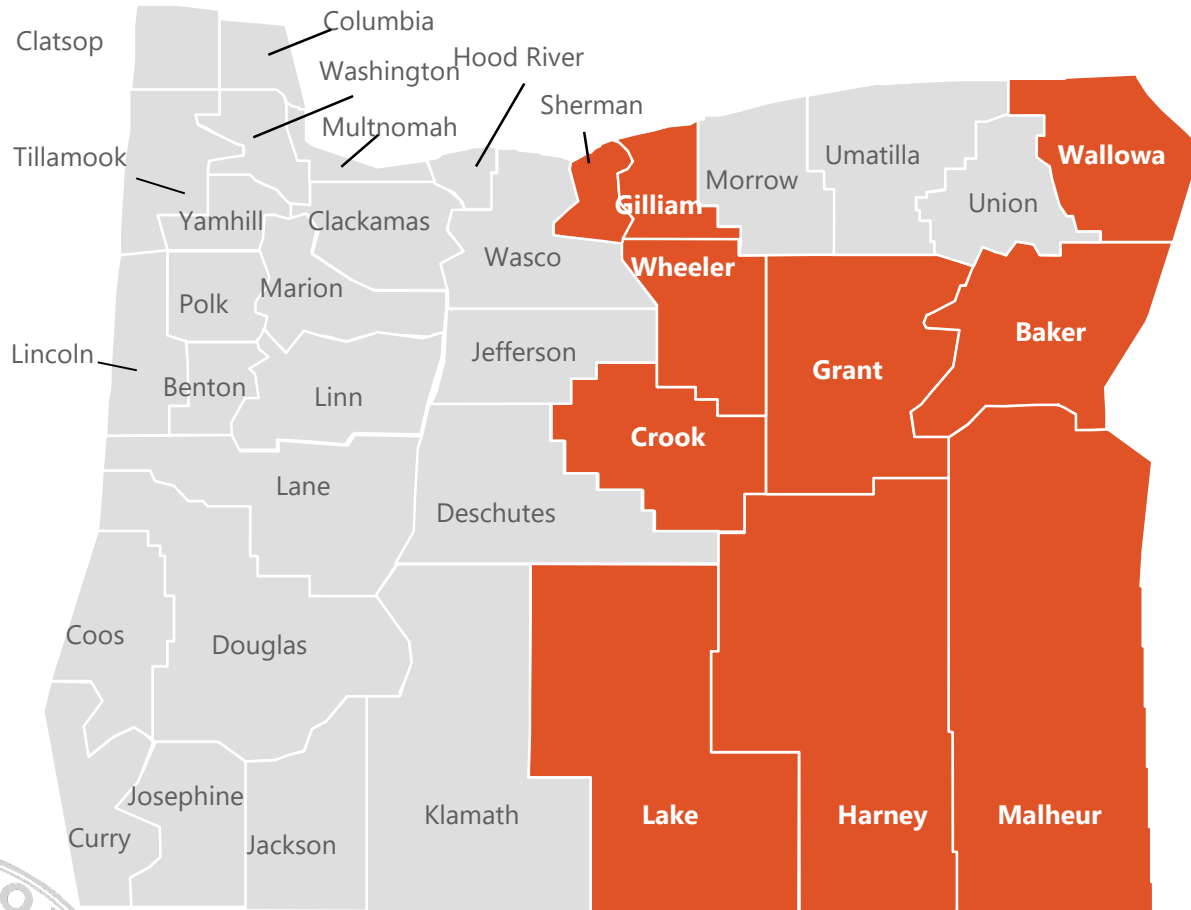 Columbia
Clatsop
Hood River
Washington
Sherman
Multnomah
Tillamook
Umatilla
Wallowa
Morrow
Gilliam
Union
Yamhill
Clackamas
Wasco
Wheeler
Marion
Polk
Baker
Lincoln
Jefferson
Grant
Benton
Linn
Crook
Lane
Deschutes
Coos
Douglas
Josephine
Klamath
Lake
Harney
Malheur
Curry
Jackson